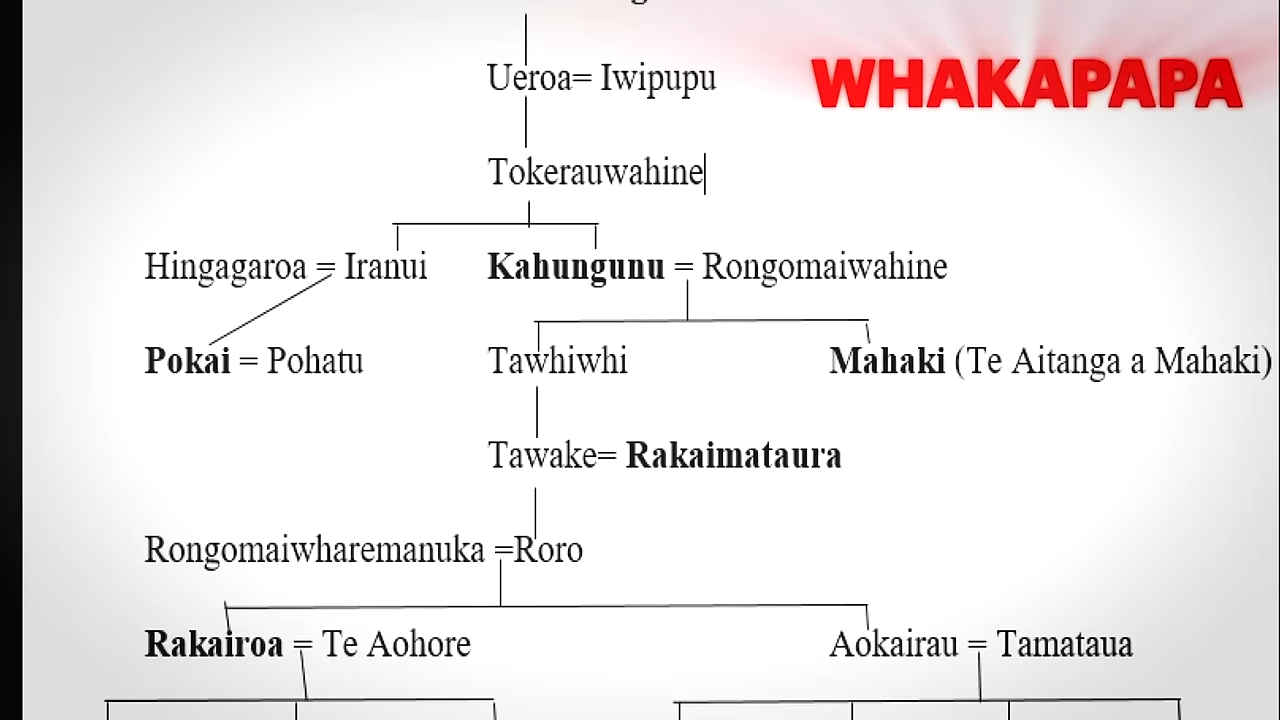 Ueroa= Iwipupu
WHAKAPAPA
Tokerauwahine
Hingagaroa = Iranui Kahungunu = Rongomaiwahine
Pokai = Pohatu Tawhiwhi Mahaki (Te Aitanga a Mahaki)
Tawake= Rakaimataura
Rongomaiwharemanuka =Roro
Rakairoa = Te Aohore Aokairau = Tamataua